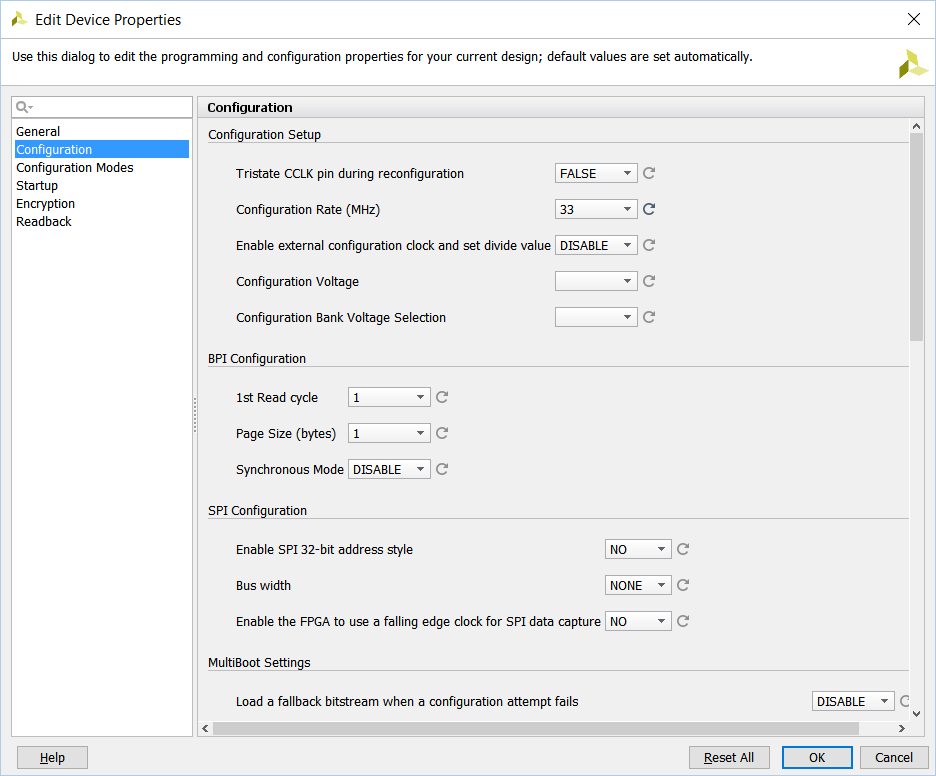 Edit Device Properties
Use this dialog to edit the programming and configuration properties for your current design; default values are set automatically.
General
Configuration
Configuration Modes
Startup
Encryption
Readback
Configuration
Configuration Setup
Tristate CCLK pin during reconfiguration FALSE
Configuration Rate (MHz) 33
Enable external configuration clock and set divide value DISABLE
Configuration Voltage
Configuration Bank Voltage Selection
BPI Configuration
1st Read cycle 1
Page Size (bytes) 1
Synchronous Mode DISABLE
SPI Configuration
Enable SPI 32-bit address style NO
Bus width NONE
Enable the FPGA to use a falling edge clock for SPI data capture NO
MultiBoot Settings
Load a fallback bitstream when a configuration attempt fails DISABLE
Help Reset All OK Cancel